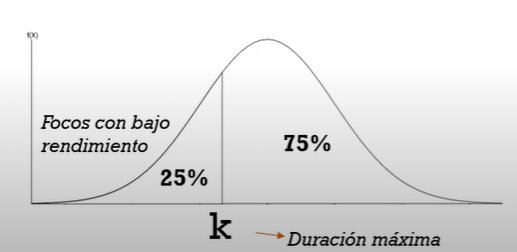 f(X)
Focos con bajo
rendimiento
75%
25%
k
Duración máxima